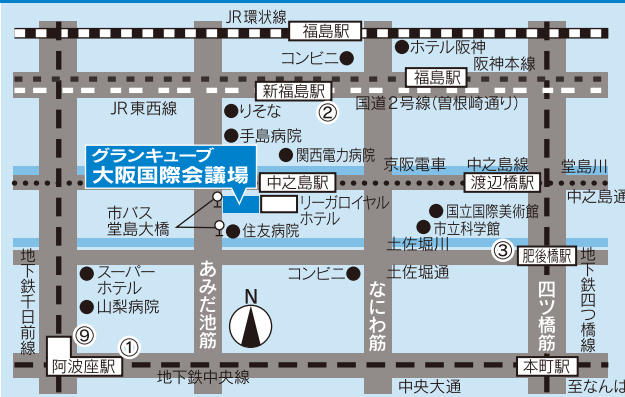 JR環状線
福島駅
コンビニ
ホテル阪神
阪神本線
福島駅
新福島駅
国道2号線(曽根崎通り)
JR東西線
りそな
②
手島病院
関西電力病院
グランキューブ
大阪国際会議場
京阪電車
中之島線
堂島川
中之島駅
渡辺橋駅
中之島通
リーガロイヤル
ホテル
市バス
堂島大橋
国立国際美術館
市立科学館
住友病院
土佐堀川
③
肥後橋駅
地下鉄千日前線
スーパー
ホテル
山梨病院
あみだ池筋
N
コンビニ
土佐堀通
なにわ筋
四ツ橋筋
地下鉄四つ橋線
⑨
①
阿波座駅
地下鉄中央線
本町駅
中央大通
至なんば